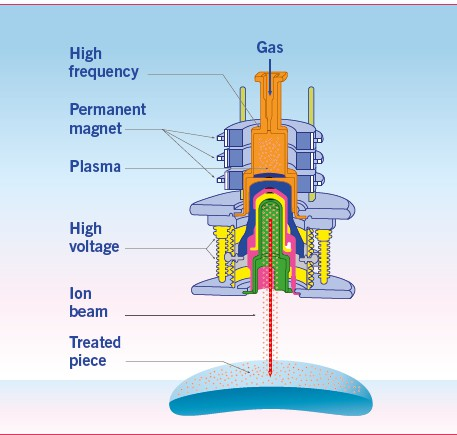 Gas
High
frequency
Permanent
magnet
Plasma
High
voltage
Ion
beam
Treated
piece